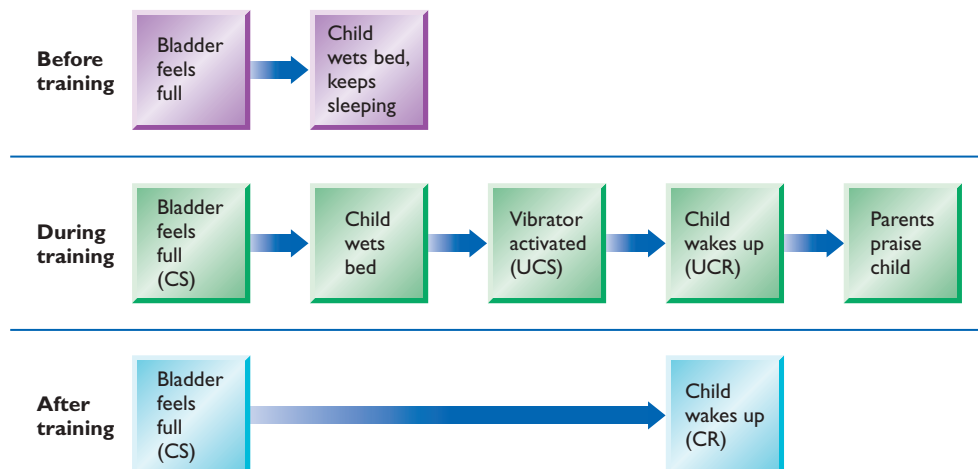 Before
training
Bladder
feels
full
Child
wets bed,
keeps
sleeping
During
training
Bladder
feels
full
(CS)
Child
wets
bed
Vibrator
activated
(UCS)
Child
wakes up
(UCR)
Parents
praise
child
After
training
Bladder
feels
full
(CS)
Child
wakes up
(CR)